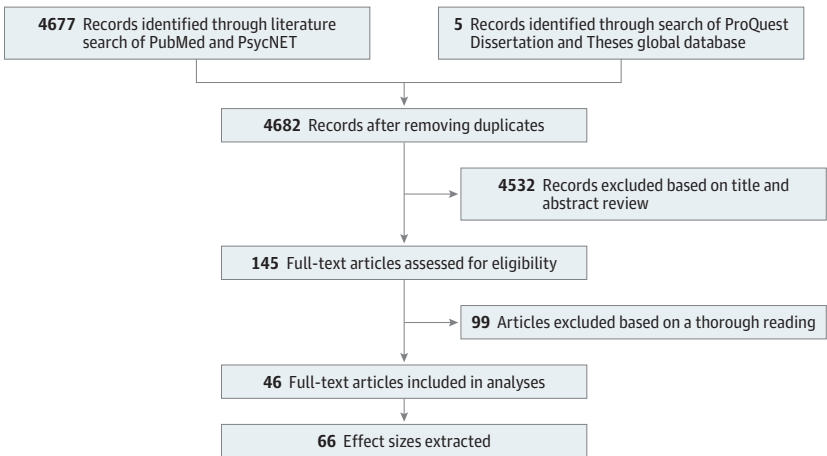 4677 Records identified through literature
search of PubMed and PsycNET
5 Records identified through search of ProQuest
Dissertation and Theses global database
4682 Records after removing duplicates
4532 Records excluded based on title and
abstract review
145 Full-text articles assessed for eligibility
99 Articles excluded based on a thorough reading
46 Full-text articles included in analyses
66 Effect sizes extracted